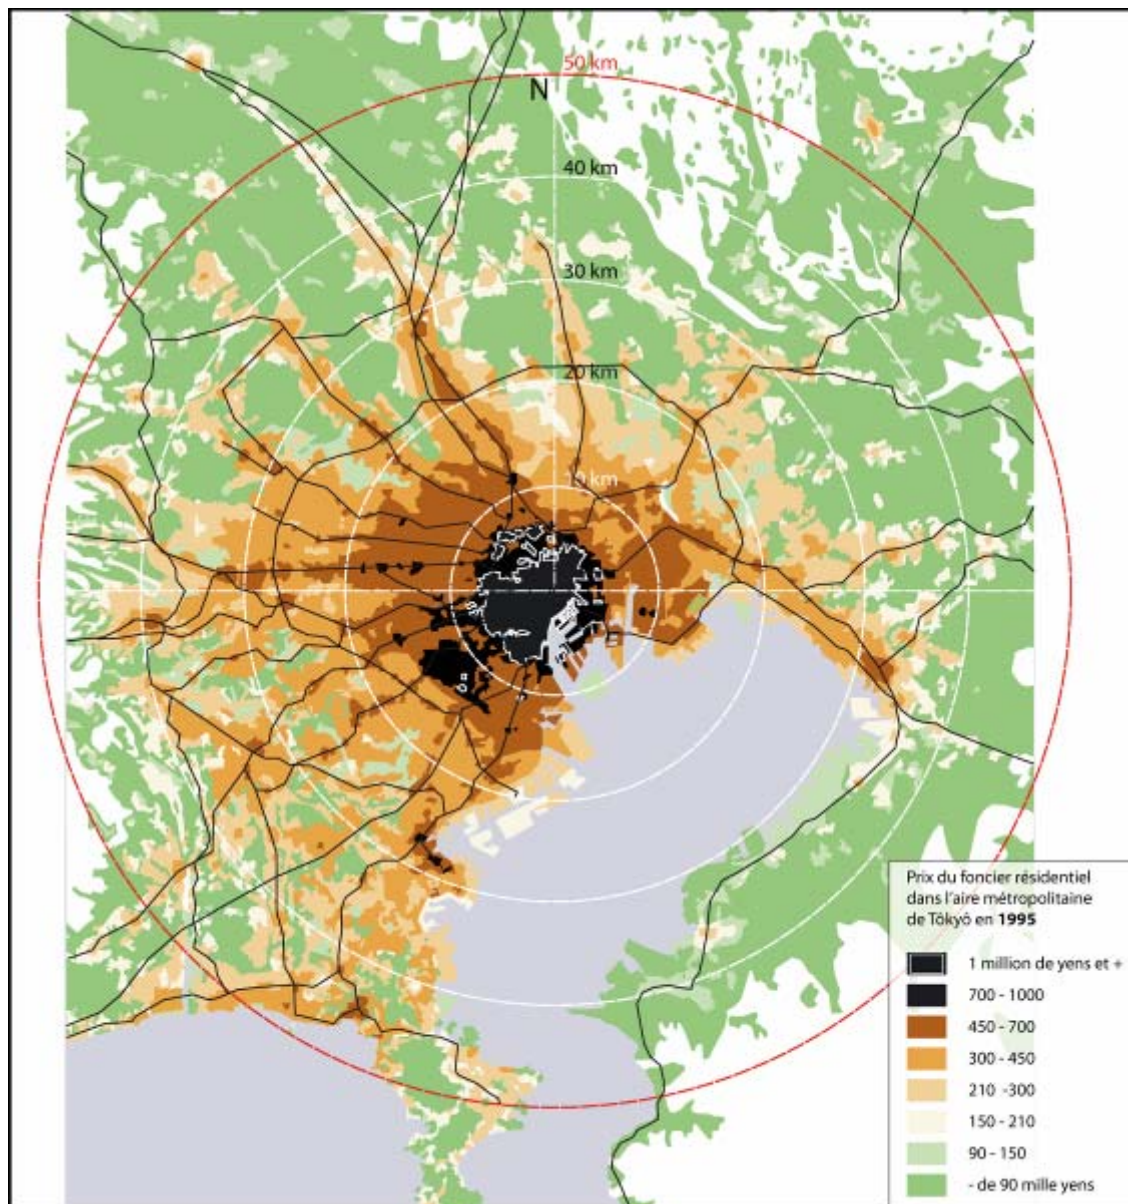 50 km
N
40 km
30 km
20 km
10 km
Prix du foncier résidentiel
dans l'aire métropolitaine
de Tôkyô en 1995
1 million de yens et +
700 - 1000
450 - 700
300 - 450
210 -300
150 - 210
90 - 150
- de 90 mille yens